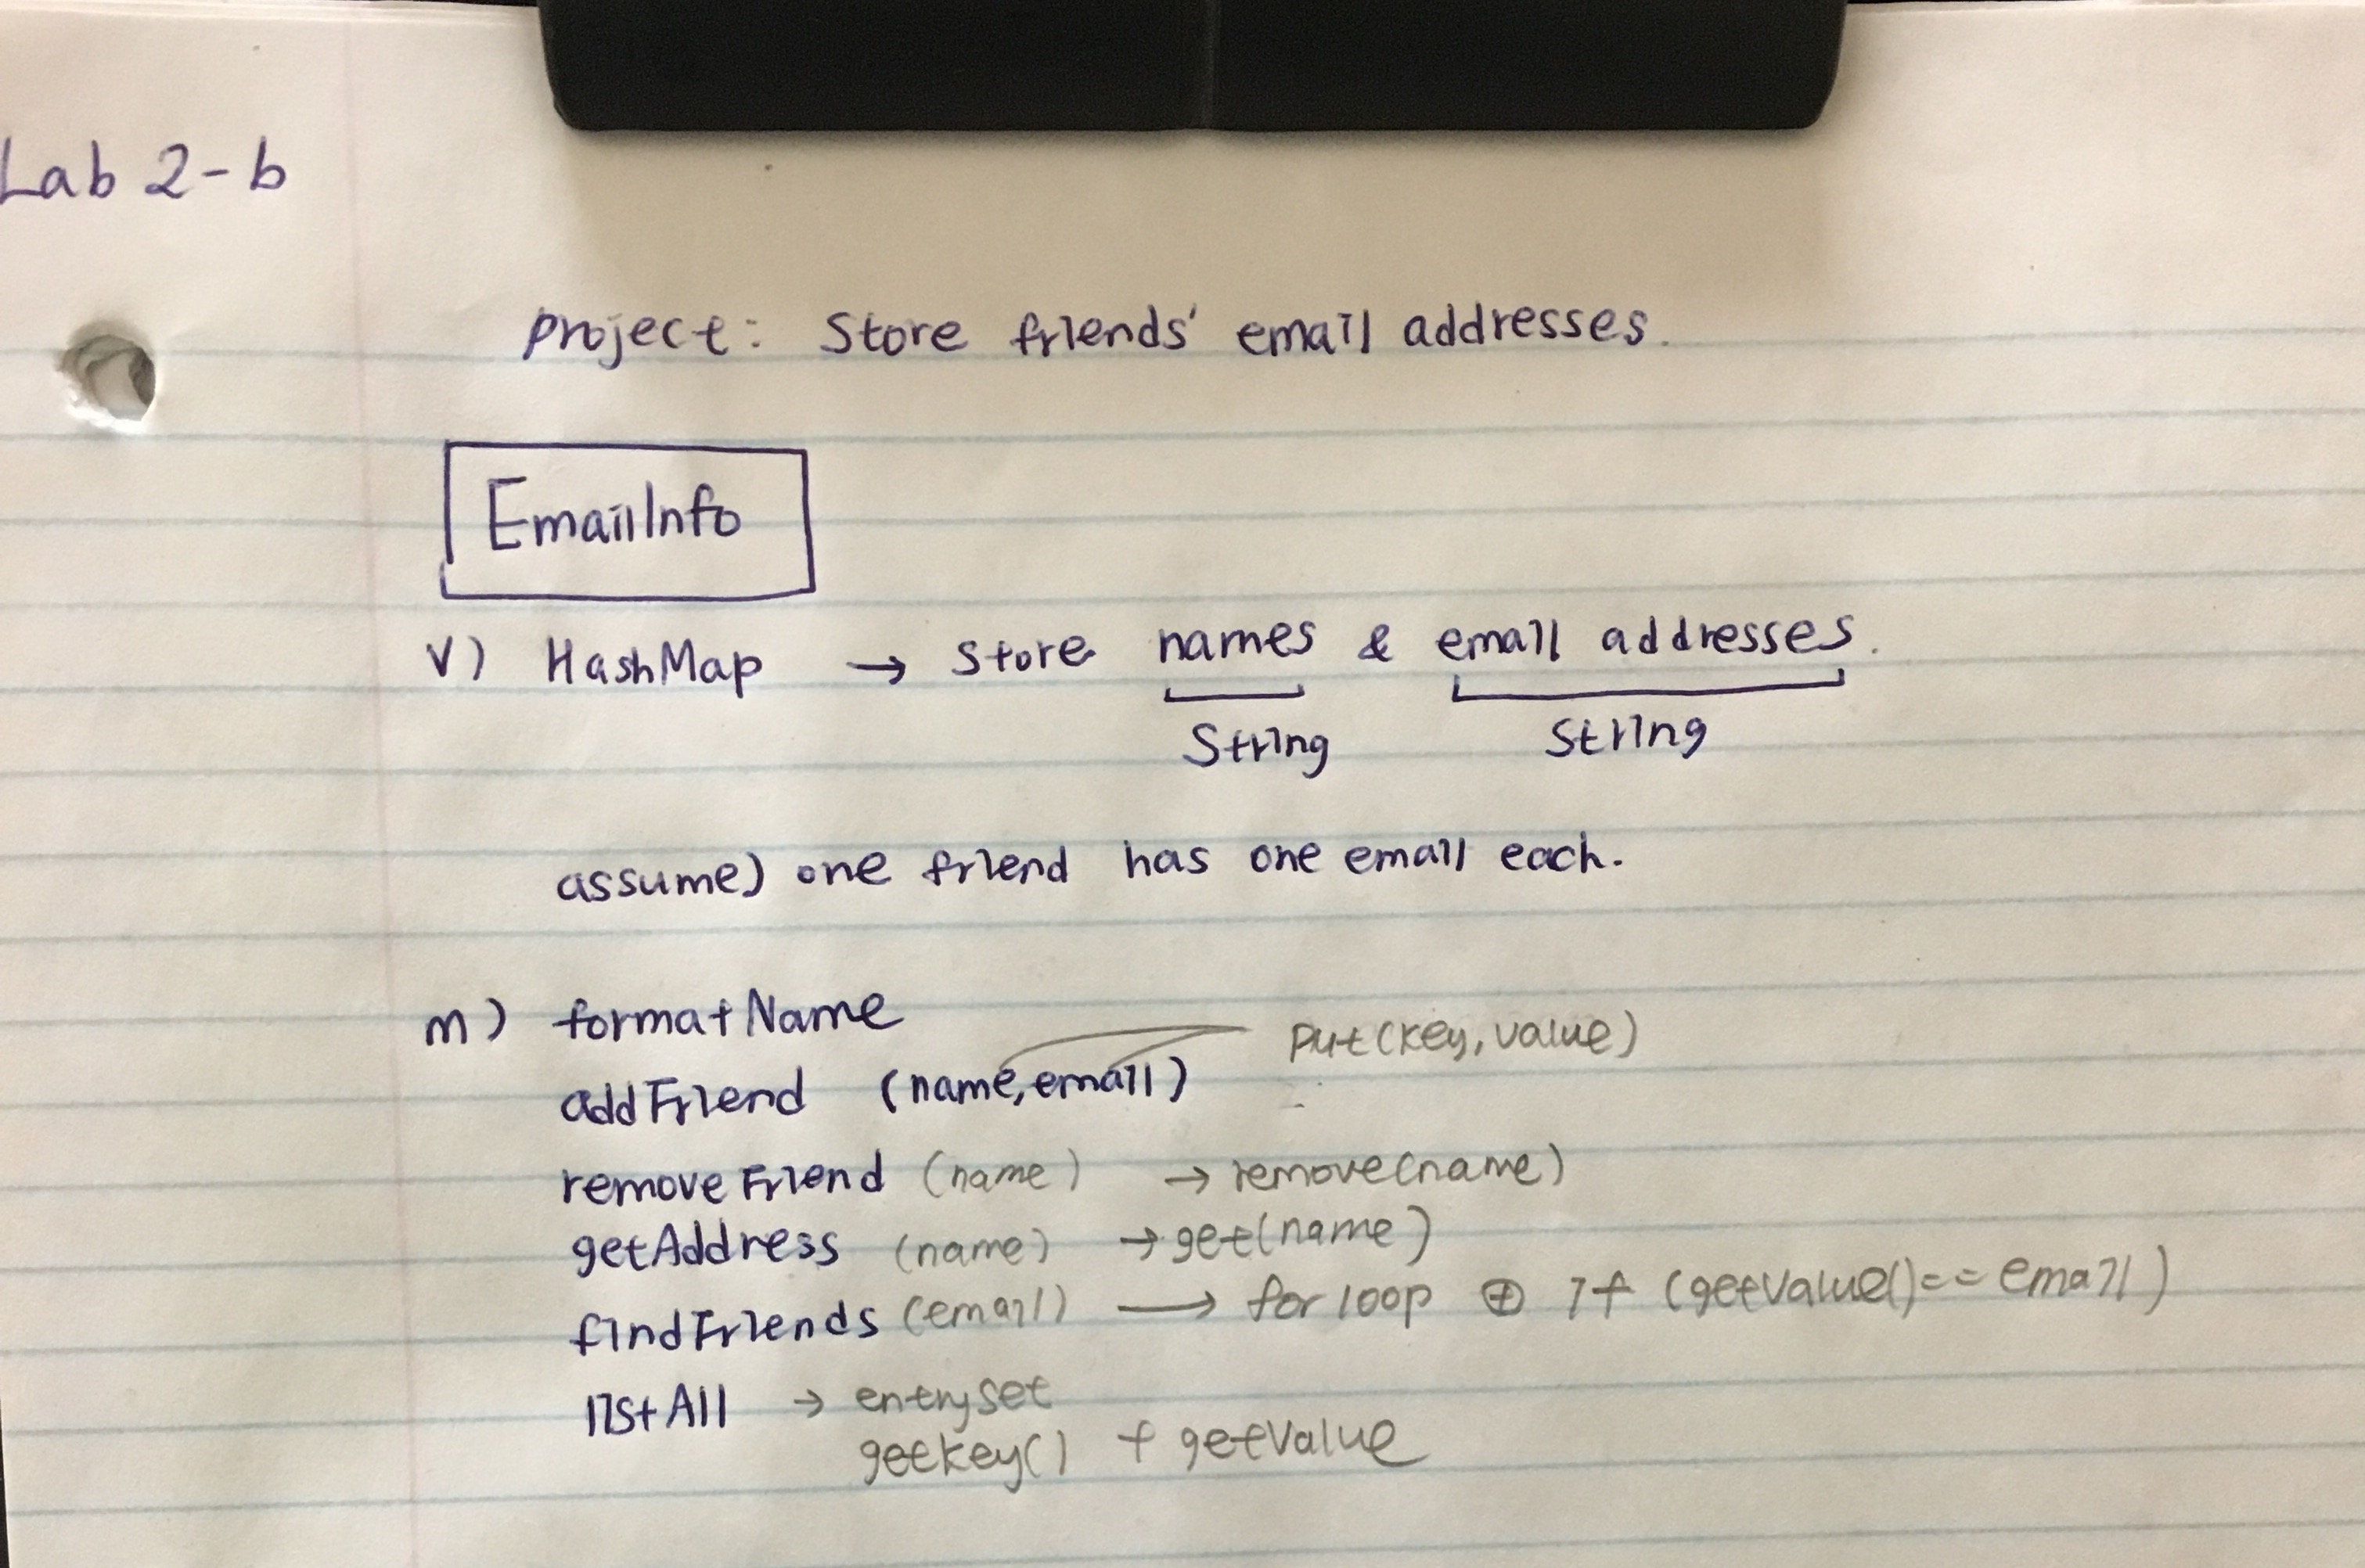 Lab 2-b
project: Store friends' email addresses.
EmailInfo
V) HashMap → store names & email addresses.
String String
assume) one friend has one email each.
m) formatName
put(key, value)
addFriend (name, email)
removeFriend (name) → remove(name)
getAddress (name) → get(name)
findFriends (email) → for loop ⊕ if (getValue()== email)
listAll → entrySet
getKey() + getValue